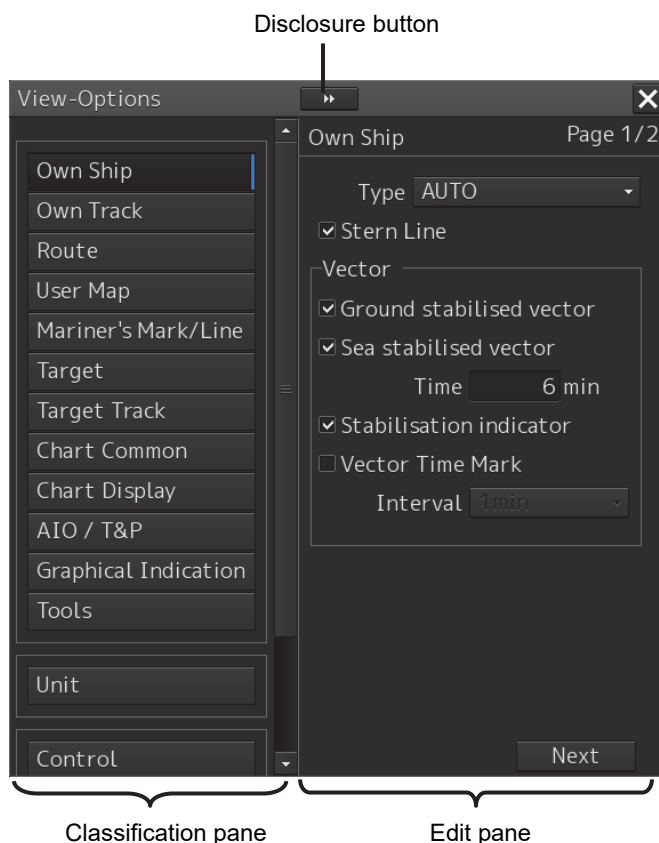 Disclosure button
View-Options
Own Ship Page 1/2
Own Ship
Own Track
Route
User Map
Mariner's Mark/Line
Target
Target Track
Chart Common
Chart Display
AIO / T&P
Graphical Indication
Tools
Unit
Control
Type AUTO
Stern Line
Vector
Ground stabilised vector
Sea stabilised vector
Time 6 min
Stabilisation indicator
Vector Time Mark
Interval 1min
Next
Classification pane
Edit pane